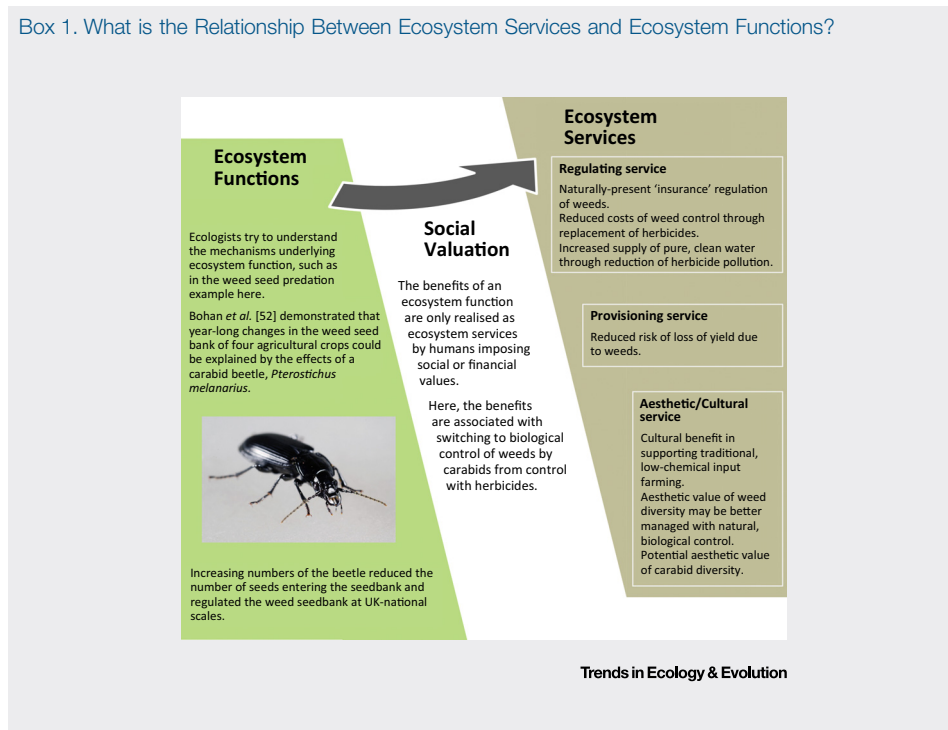 Box 1. What is the Relationship Between Ecosystem Services and Ecosystem Functions?
Ecosystem
Functions
Ecologists try to understand
the mechanisms underlying
ecosystem function, such as
in the weed seed predation
example here.
Bohan et al. [52] demonstrated that
year-long changes in the weed seed
bank of four agricultural crops could
be explained by the effects of a
carabid beetle, Pterostichus
melanarius.
Increasing numbers of the beetle reduced the
number of seeds entering the seedbank and
regulated the weed seedbank at UK-national
scales.
Social
Valuation
The benefits of an
ecosystem function
are only realised as
ecosystem services
by humans imposing
social or financial
values.
Here, the benefits
are associated with
switching to biological
control of weeds by
carabids from control
with herbicides.
Ecosystem
Services
Regulating service
Naturally-present ‘insurance’ regulation
of weeds.
Reduced costs of weed control through
replacement of herbicides.
Increased supply of pure, clean water
through reduction of herbicide pollution.
Provisioning service
Reduced risk of loss of yield due
to weeds.
Aesthetic/Cultural
service
Cultural benefit in
supporting traditional,
low-chemical input
farming.
Aesthetic value of weed
diversity may be better
managed with natural,
biological control.
Potential aesthetic value
of carabid diversity.
Trends in Ecology & Evolution